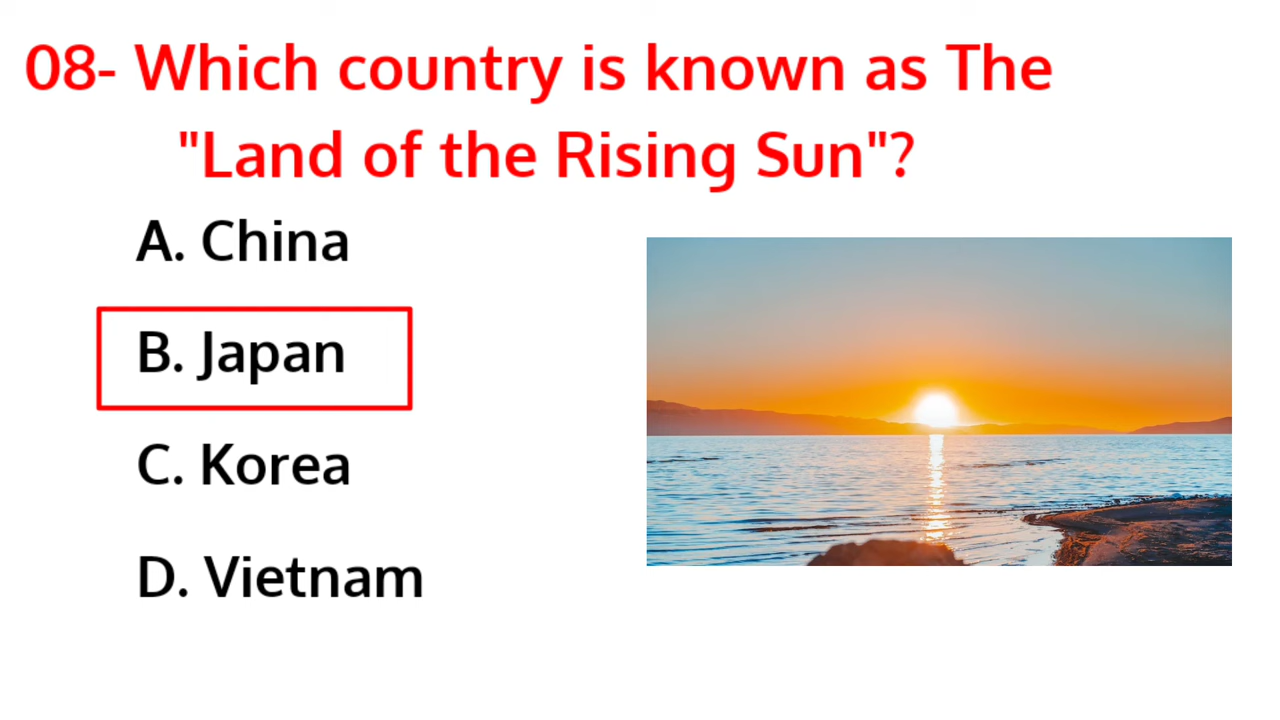 08- Which country is known as The
"Land of the Rising Sun"?
A. China
B. Japan
C. Korea
D. Vietnam